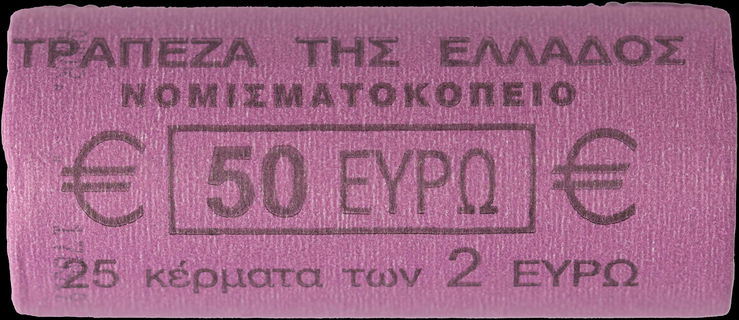 ΤΡΑΠΕΖΑ ΤΗΣ ΕΛΛΑΔΟΣ
ΝΟΜΙΣΜΑΤΟΚΟΠΕΙΟ
€ 50 ΕΥΡΩ €
25 κέρματα των 2 ΕΥΡΩ